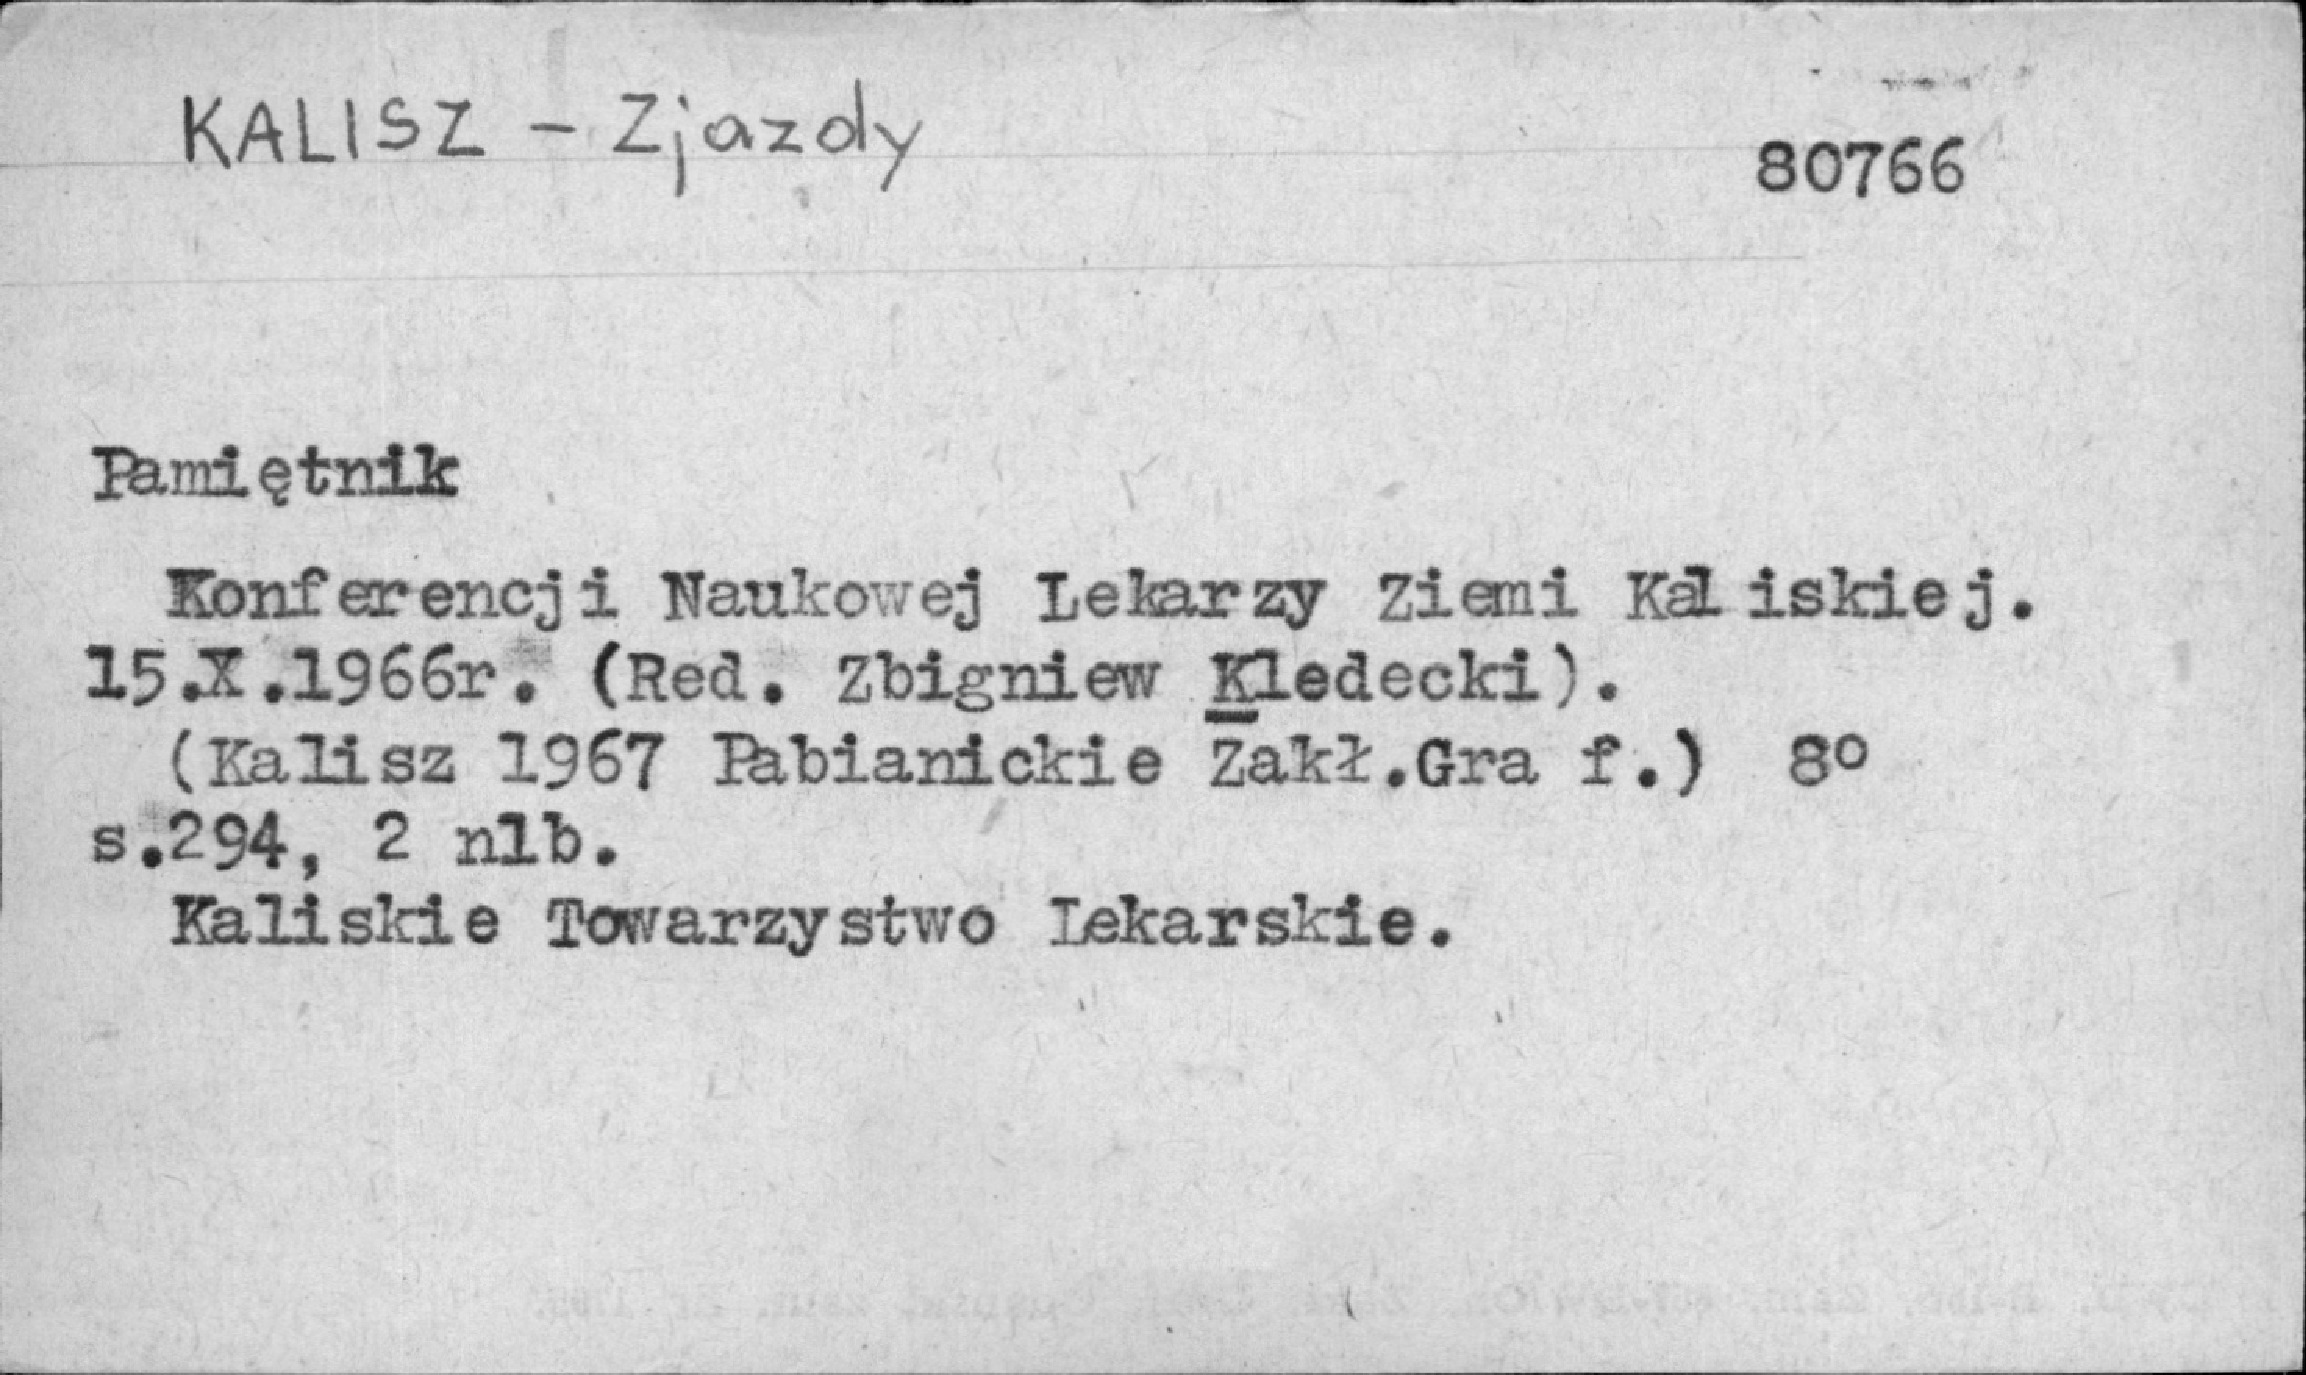 KALISZ - Zjazdy
80766
Pamiętnik
Konferencji Naukowej Lekarzy Ziemi Kaliskiej.
15.X.1966r. (Red. Zbigniew Kledecki).
(Kalisz 1967 Pabianickie Zakł.Graf.) 8o
s.294, 2 nlb.
Kaliskie Towarzystwo Lekarskie.